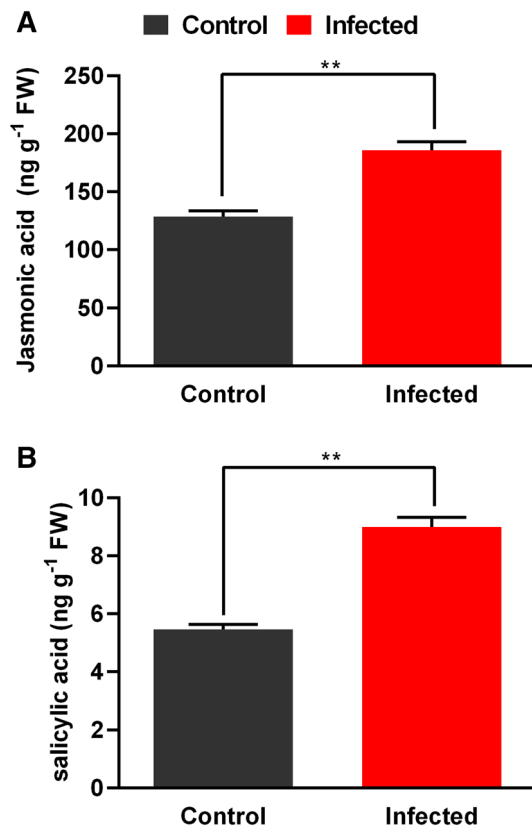 A
Control Infected
**
Jasmonic acid (ng g⁻¹ FW)
250
200
150
100
50
0
Control Infected
B
**
salicylic acid (ng g⁻¹ FW)
10
8
6
4
2
0
Control Infected